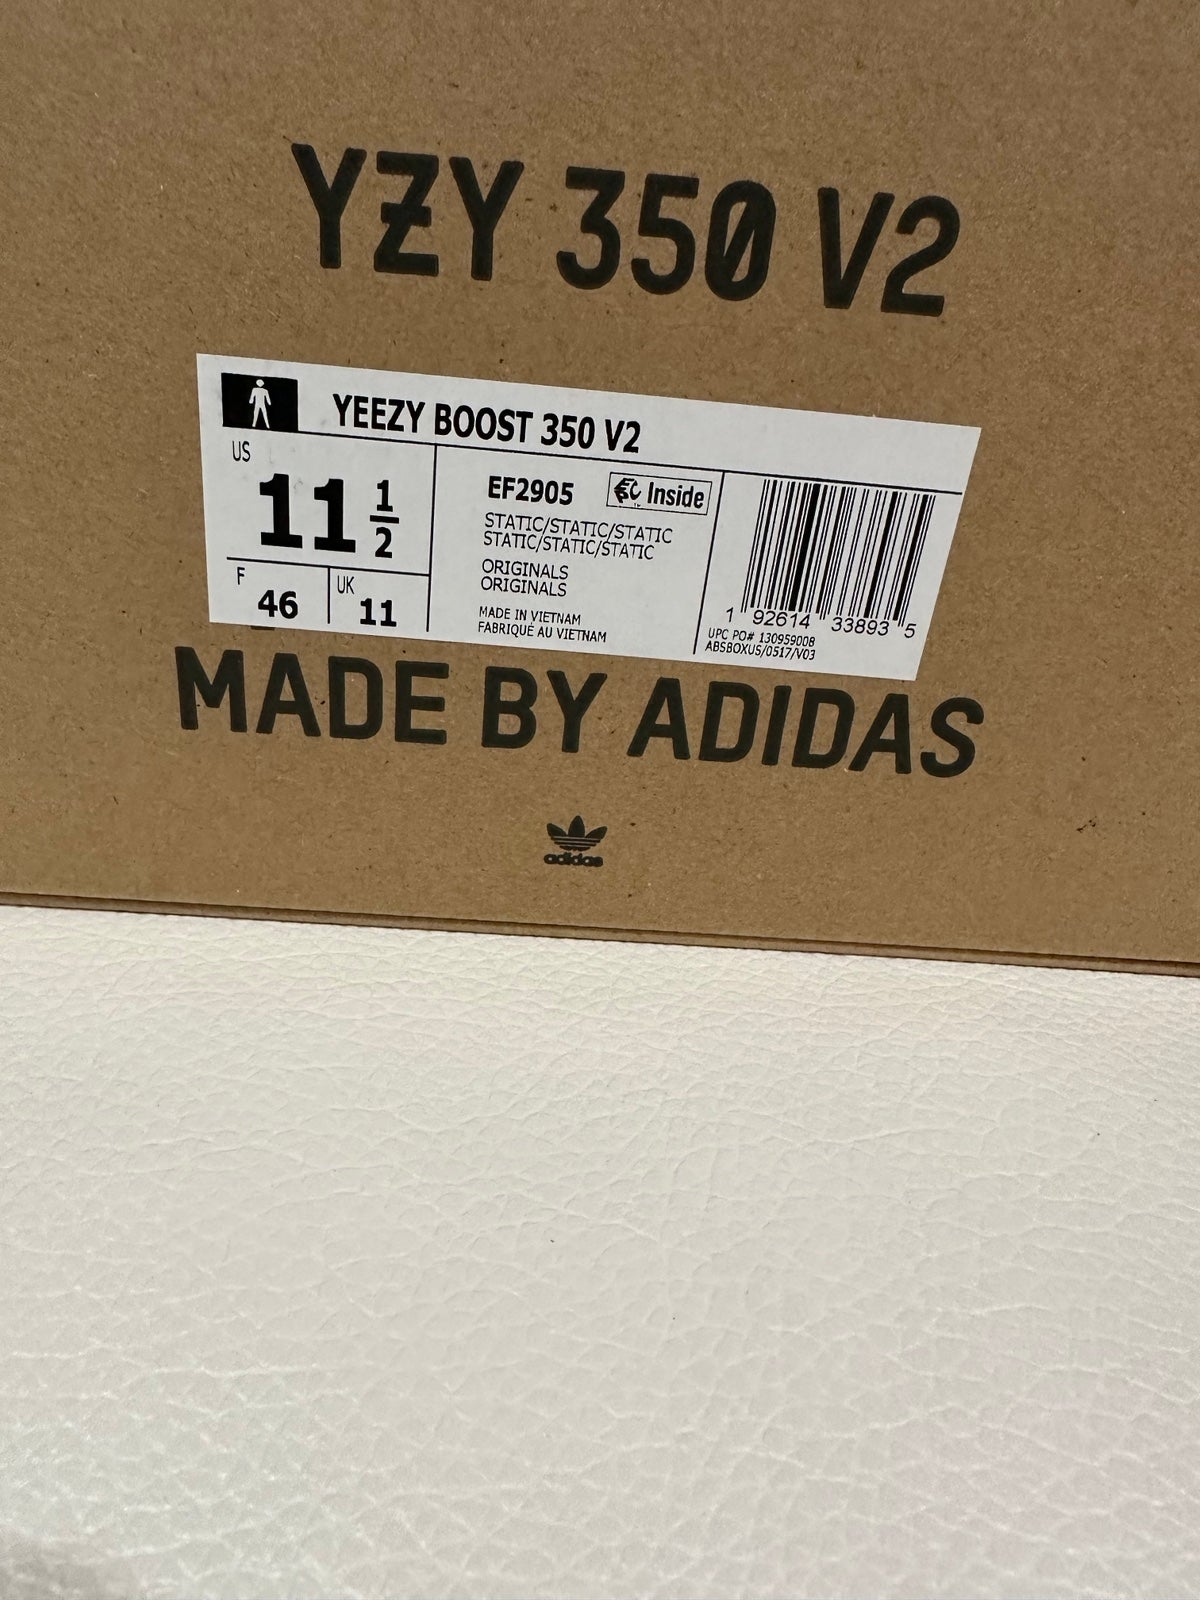 YZY 350 V2
YEEZY BOOST 350 V2
US
11 1/2
F
46
UK
11
EF2905
Inside
STATIC/STATIC/STATIC
STATIC/STATIC/STATIC
ORIGINALS
ORIGINALS
MADE IN VIETNAM
FABRIQUÉ AU VIETNAM
1 92614 33893 5
UPC PO# 130959008
ABSBOXUS/0517/V03
MADE BY ADIDAS
adidas